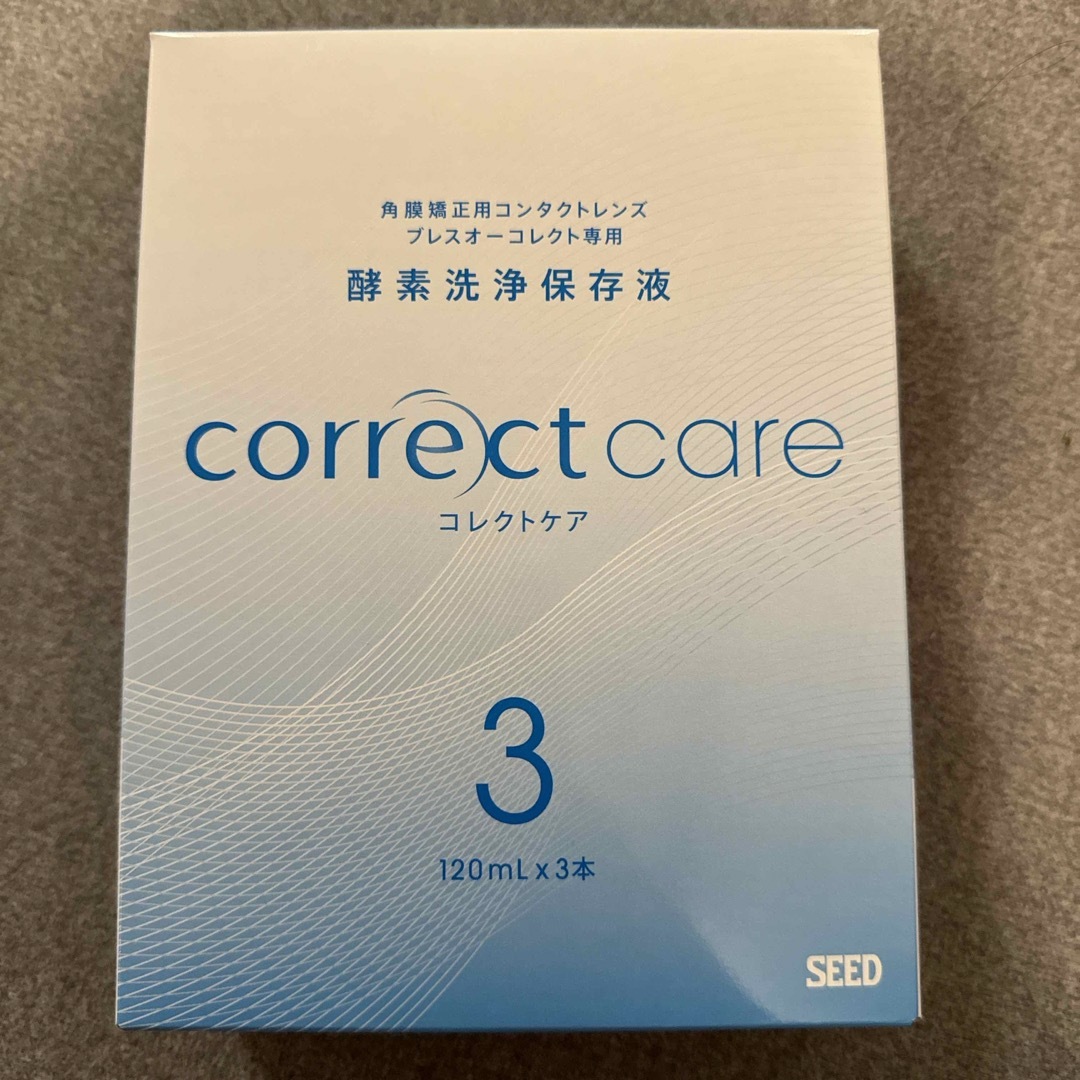 角膜矯正用コンタクトレンズ
ブレスオーコレクト専用
酵素洗浄保存液
correct care
コレクトケア
3
120mL x 3本
SEED